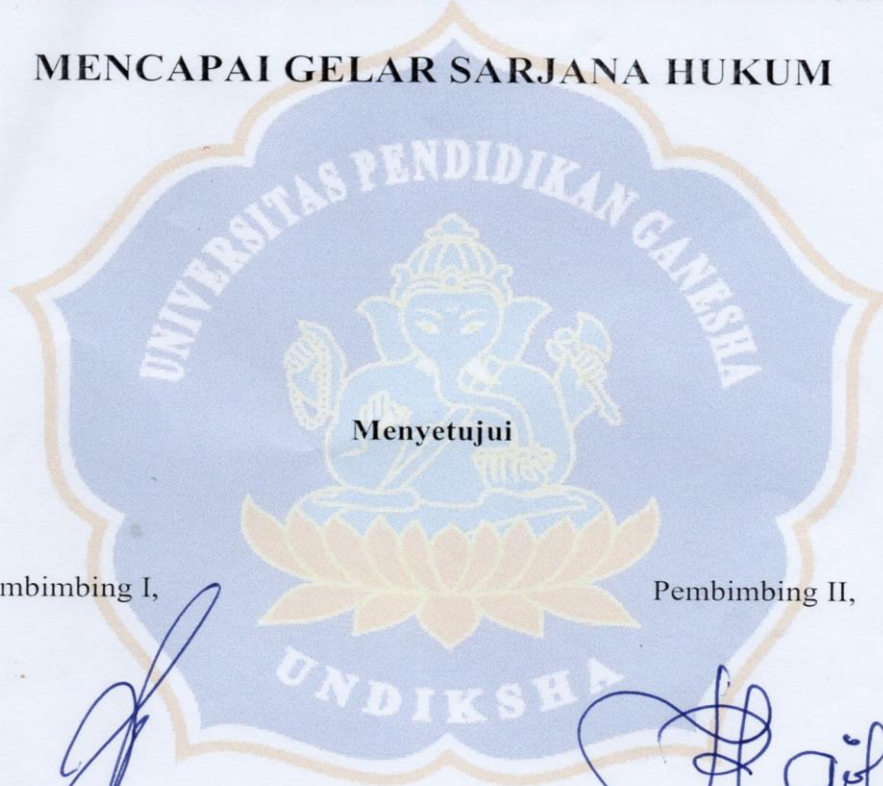 MENCAPAI GELAR SARJANA HUKUM
UNIVERSITAS PENDIDIKAN GANESHA
Menyetujui
mbimbing I,
Pembimbing II,
UNDIKSHA